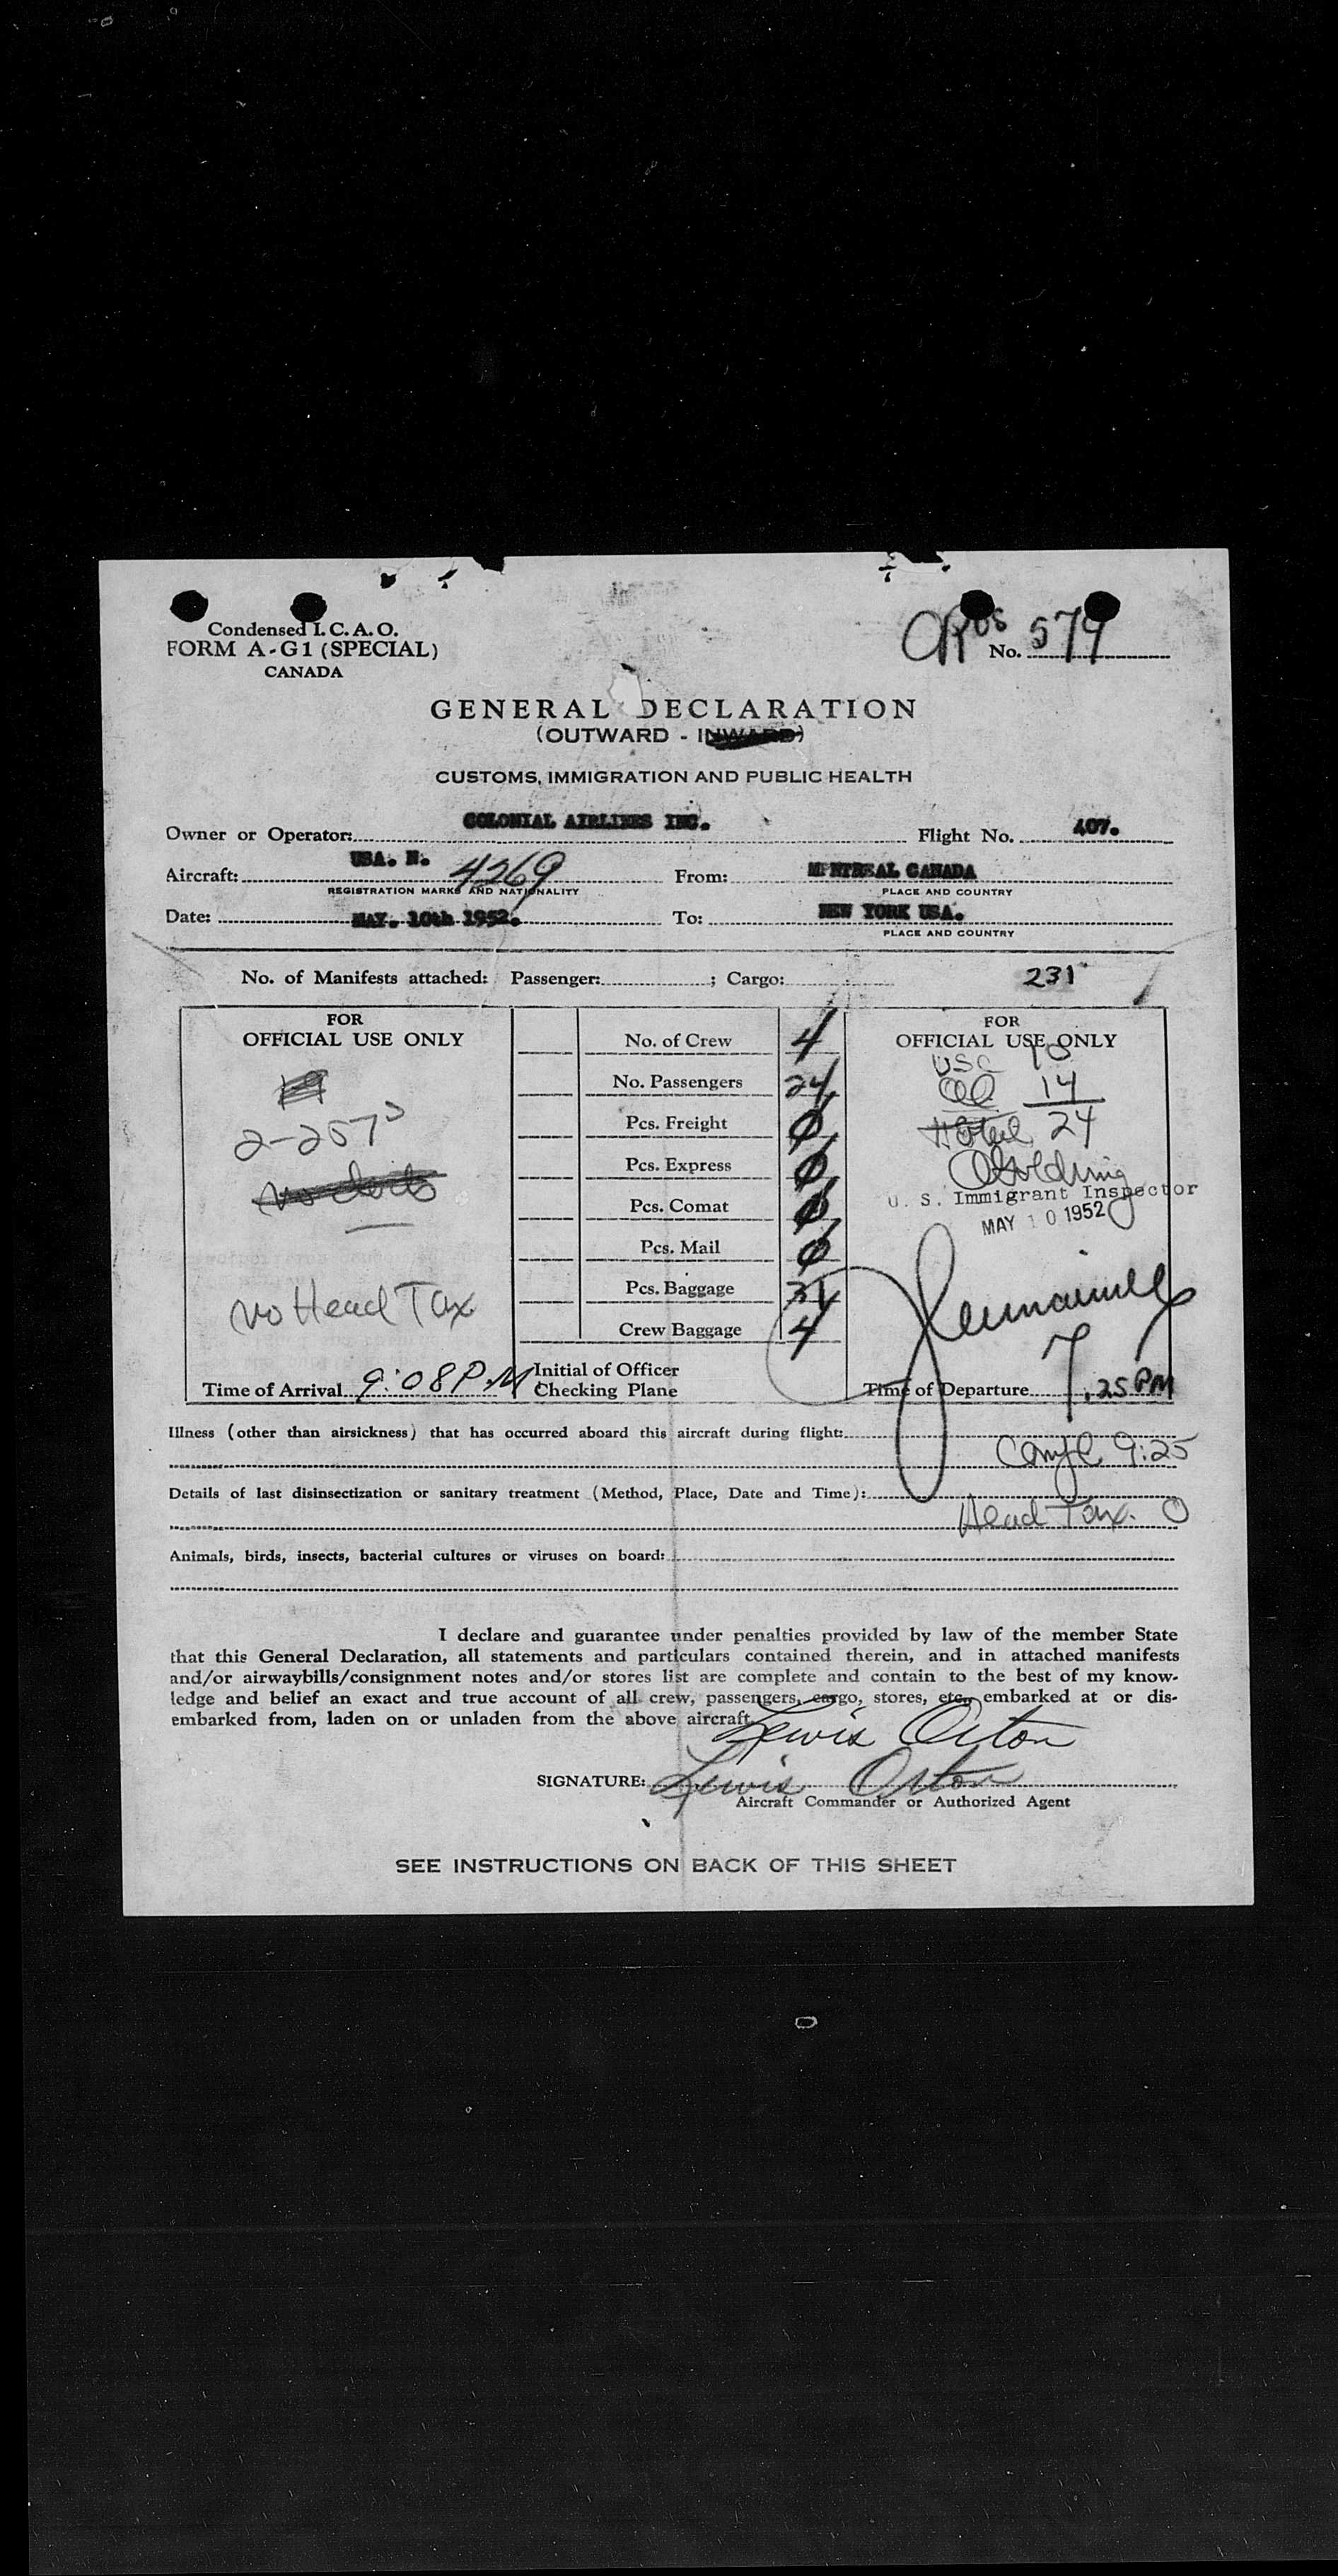 Condensed I. C. A. O.
FORM A-G1 (SPECIAL)
CANADA
No. 579
GENERAL DECLARATION
(OUTWARD - INWARD)
CUSTOMS, IMMIGRATION AND PUBLIC HEALTH
Owner or Operator: COLONIAL AIRLINES INC. Flight No. 407.
Aircraft: USA. N. 4269 From: MONTREAL CANADA
REGISTRATION MARKS AND NATIONALITY PLACE AND COUNTRY
Date: MAY. 10th 1952. To: NEW YORK USA.
PLACE AND COUNTRY
No. of Manifests attached: Passenger: ; Cargo: 231
FOR
OFFICIAL USE ONLY
2-257
No Head Tax
Time of Arrival 9:08 P.M
No. of Crew 4
No. Passengers 24
Pcs. Freight 0
Pcs. Express 0
Pcs. Comat 0
Pcs. Mail 0
Pcs. Baggage 31
Crew Baggage 4
Initial of Officer
Checking Plane
FOR
OFFICIAL USE ONLY
USC 10
14
Total 24
U. S. Immigrant Inspector
MAY 10 1952
Time of Departure 7.25 PM
Illness (other than airsickness) that has occurred aboard this aircraft during flight:
9:25
Details of last disinsectization or sanitary treatment (Method, Place, Date and Time):
Head Tax. 0
Animals, birds, insects, bacterial cultures or viruses on board:
I declare and guarantee under penalties provided by law of the member State
that this General Declaration, all statements and particulars contained therein, and in attached manifests
and/or airwaybills/consignment notes and/or stores list are complete and contain to the best of my know-
ledge and belief an exact and true account of all crew, passengers, cargo, stores, etc., embarked at or dis-
embarked from, laden on or unladen from the above aircraft.
Lewis Orton
SIGNATURE: Lewis Orton
Aircraft Commander or Authorized Agent
SEE INSTRUCTIONS ON BACK OF THIS SHEET